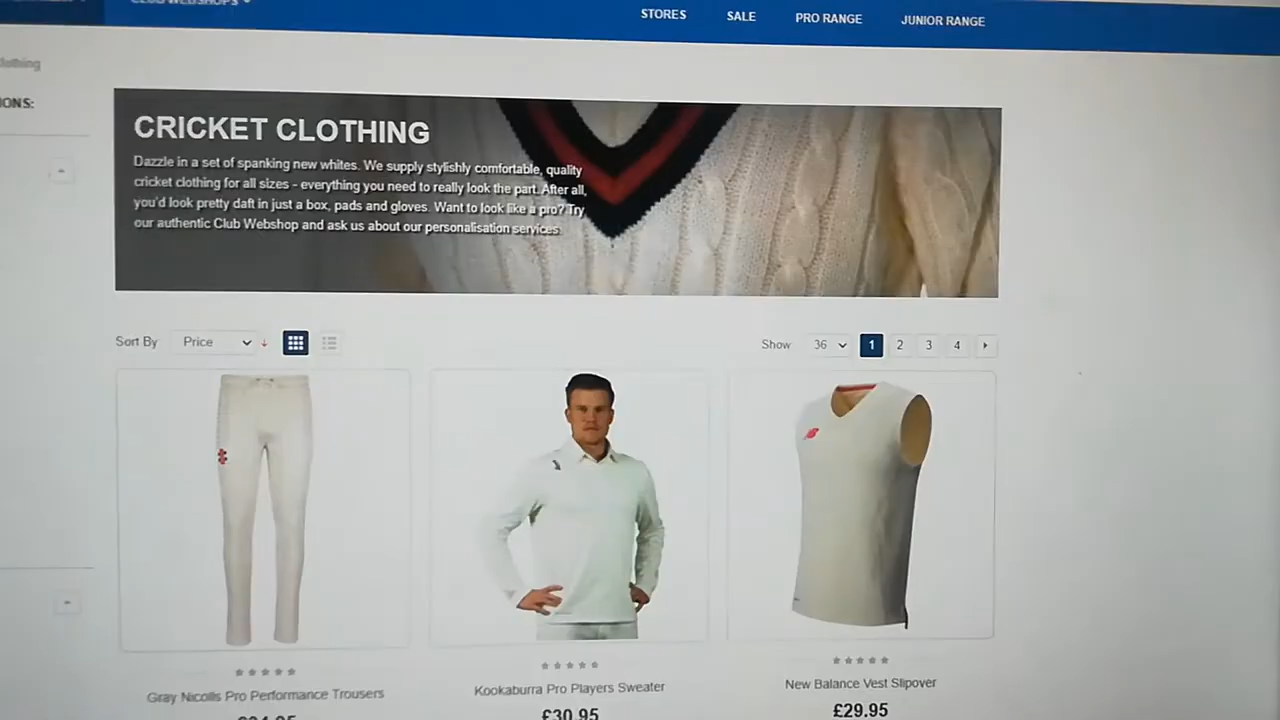 CLUB WEBSHOPS
STORES SALE PRO RANGE JUNIOR RANGE
lothing
IONS:
CRICKET CLOTHING
Dazzle in a set of spanking new whites. We supply stylishly comfortable, quality
cricket clothing for all sizes - everything you need to really look the part. After all,
you'd look pretty daft in just a box, pads and gloves. Want to look like a pro? Try
our authentic Club Webshop and ask us about our personalisation services.
Sort By Price Show 36 1 2 3 4
Gray Nicolls Pro Performance Trousers
Kookaburra Pro Players Sweater
£30.95
New Balance Vest Slipover
£29.95